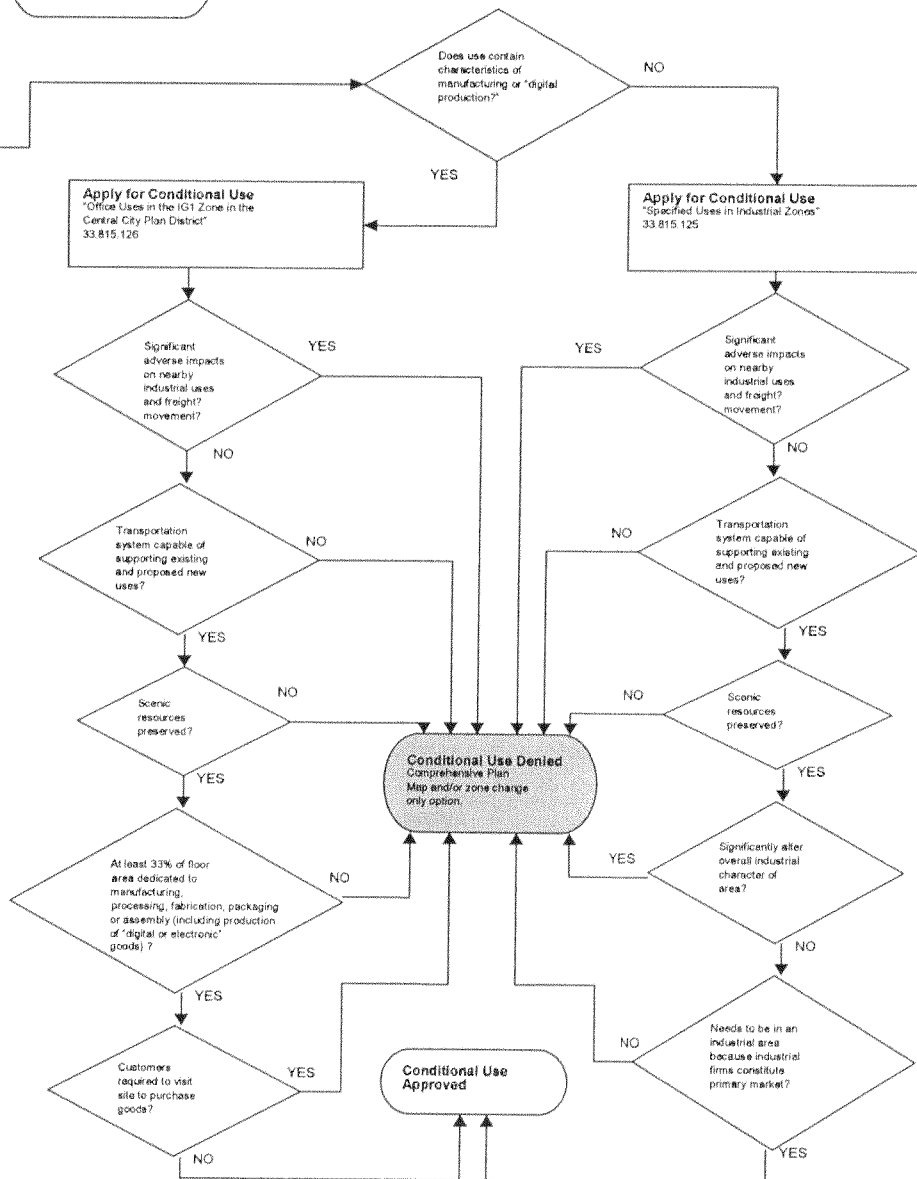 Does use contain
characteristics of
manufacturing or "digital
production?"
NO
YES
Apply for Conditional Use
"Office Uses in the IG1 Zone in the
Central City Plan District"
33.815.126
Apply for Conditional Use
"Specified Uses in Industrial Zones"
33.815.125
Significant
adverse impacts
on nearby
industrial uses
and freight?
movement?
YES
NO
YES
Significant
adverse impacts
on nearby
industrial uses
and freight?
movement?
NO
Transportation
system capable of
supporting existing
and proposed new
uses?
NO
YES
NO
Transportation
system capable of
supporting existing
and proposed new
uses?
YES
Scenic
resources
preserved?
NO
YES
NO
Scenic
resources
preserved?
YES
Conditional Use Denied
Comprehensive Plan
Map and/or zone change
only option.
At least 33% of floor
area dedicated to
manufacturing,
processing, fabrication, packaging
or assembly (including production
of "digital or electronic"
goods) ?
NO
YES
YES
Significantly alter
overall industrial
character of
area?
NO
Customers
required to visit
site to purchase
goods?
YES
NO
Conditional Use
Approved
NO
Needs to be in an
industrial area
because industrial
firms constitute
primary market?
YES